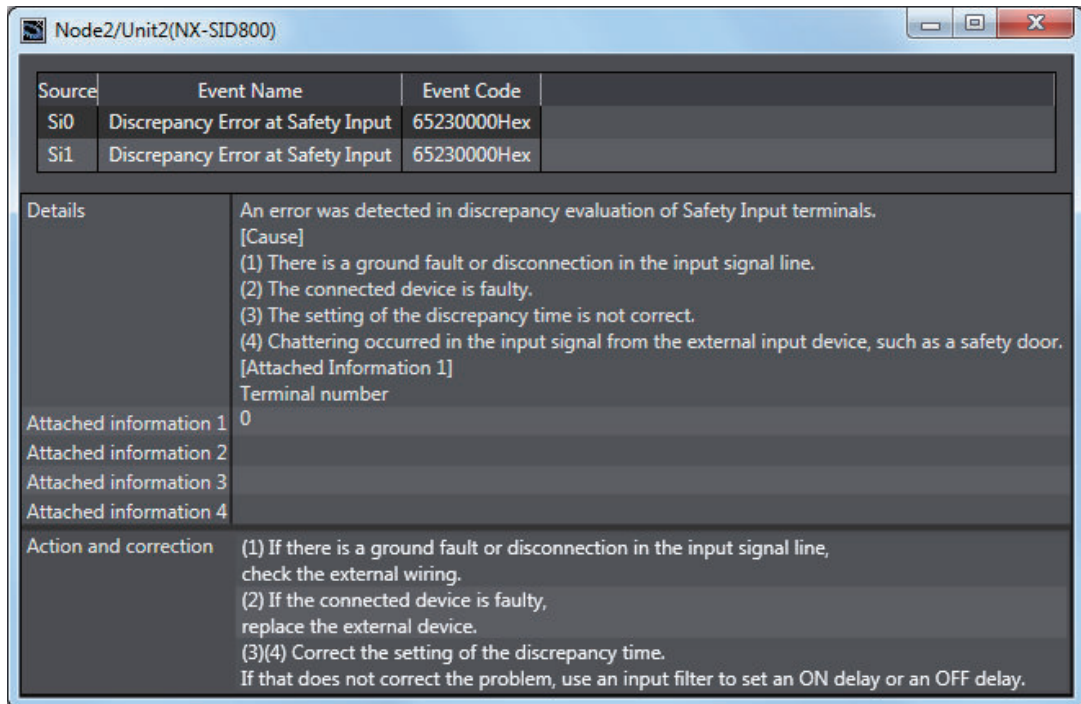 Node2/Unit2(NX-SID800)
Source Event Name Event Code
Si0 Discrepancy Error at Safety Input 65230000Hex
Si1 Discrepancy Error at Safety Input 65230000Hex
Details An error was detected in discrepancy evaluation of Safety Input terminals.
[Cause]
(1) There is a ground fault or disconnection in the input signal line.
(2) The connected device is faulty.
(3) The setting of the discrepancy time is not correct.
(4) Chattering occurred in the input signal from the external input device, such as a safety door.
[Attached Information 1]
Terminal number
Attached information 1 0
Attached information 2
Attached information 3
Attached information 4
Action and correction (1) If there is a ground fault or disconnection in the input signal line,
check the external wiring.
(2) If the connected device is faulty,
replace the external device.
(3)(4) Correct the setting of the discrepancy time.
If that does not correct the problem, use an input filter to set an ON delay or an OFF delay.